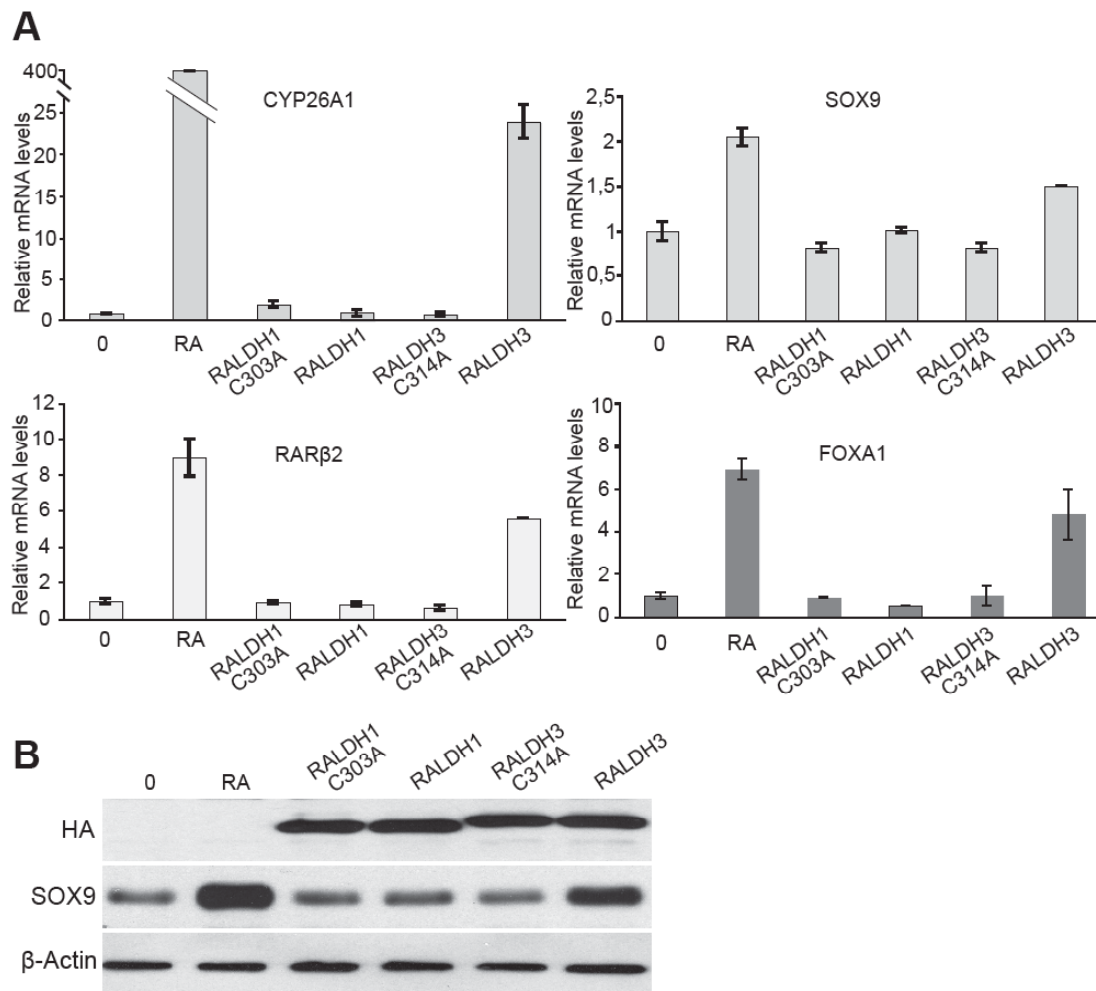 A
400
25
20
15
10
5
0
Relative mRNA levels
CYP26A1
0
RA
RALDH1
C303A
RALDH1
RALDH3
C314A
RALDH3
2,5
2
1,5
1
0,5
0
Relative mRNA levels
SOX9
0
RA
RALDH1
C303A
RALDH1
RALDH3
C314A
RALDH3
12
10
8
6
4
2
0
Relative mRNA levels
RARβ2
0
RA
RALDH1
C303A
RALDH1
RALDH3
C314A
RALDH3
10
8
6
4
2
0
Relative mRNA levels
FOXA1
0
RA
RALDH1
C303A
RALDH1
RALDH3
C314A
RALDH3
B
0
RA
RALDH1
C303A
RALDH1
RALDH3
C314A
RALDH3
HA
SOX9
β-Actin